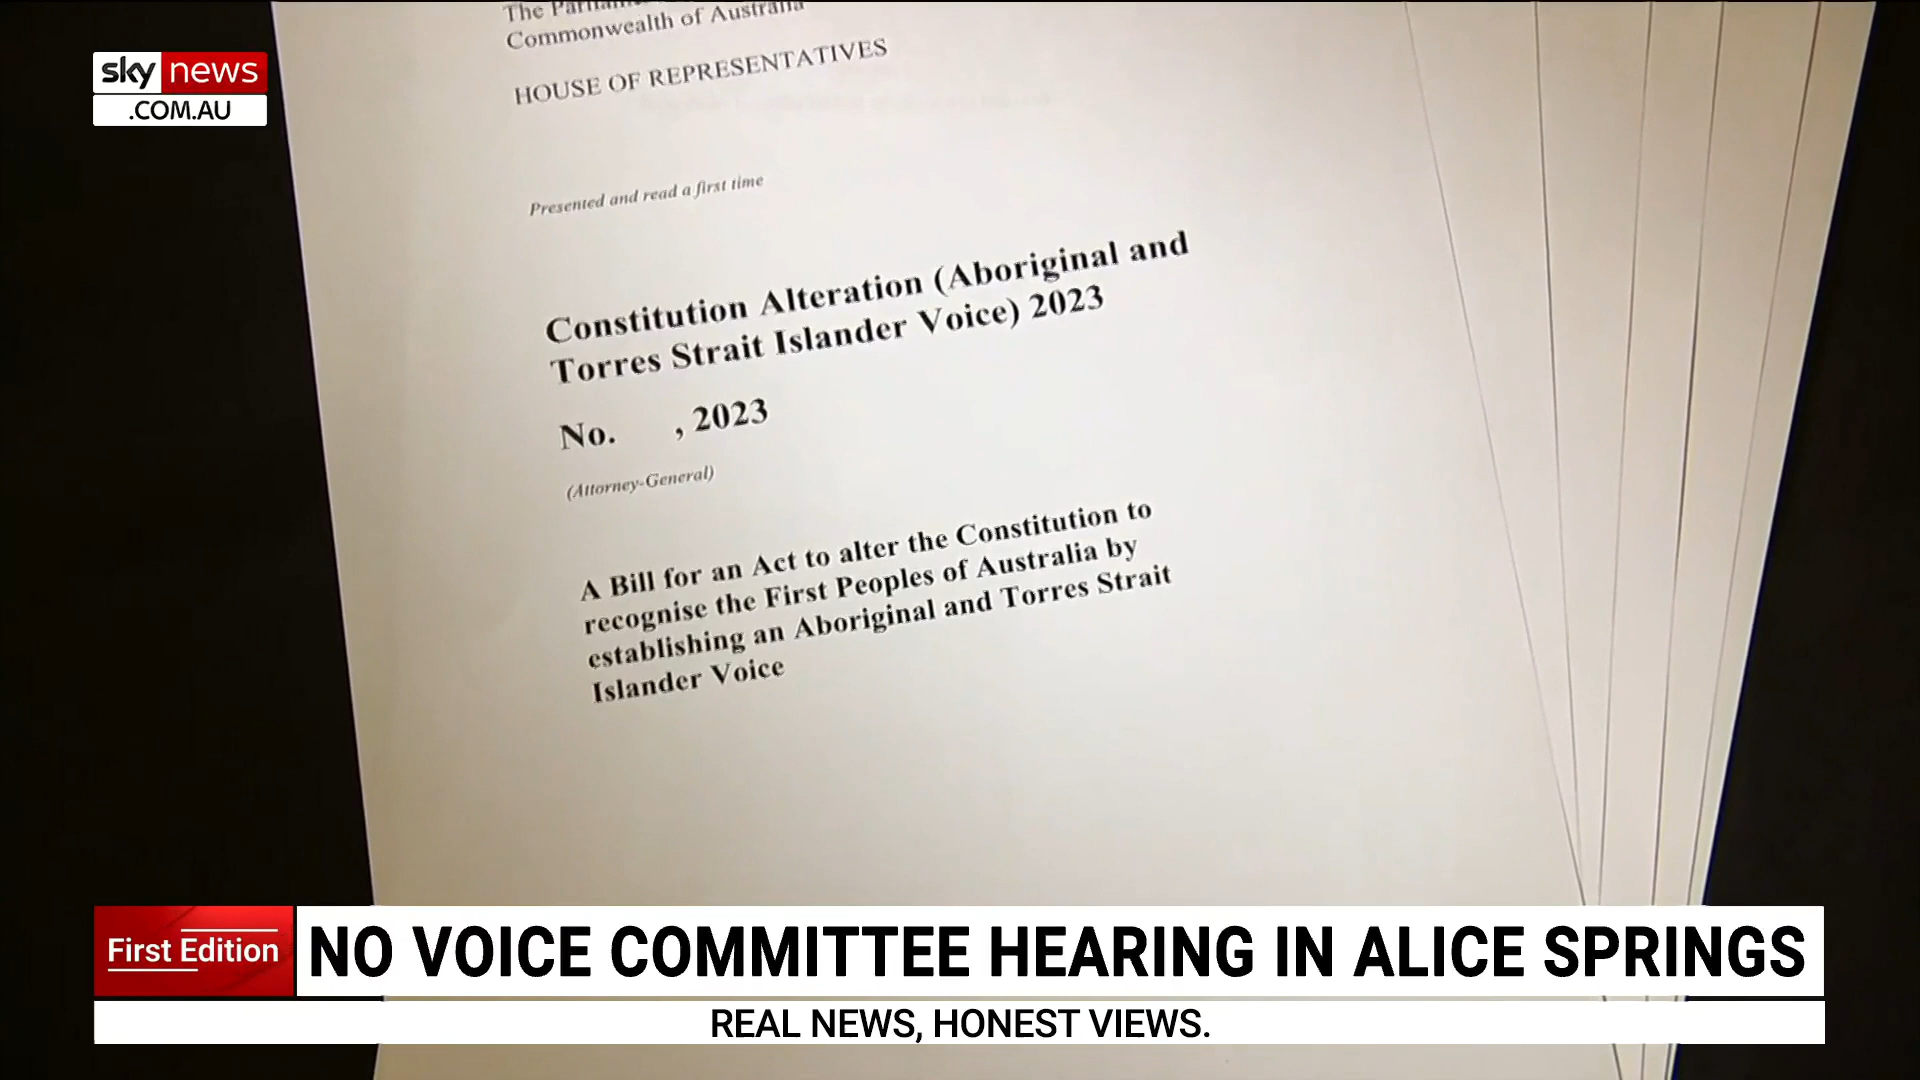 The Parliament
Commonwealth of Australia
HOUSE OF REPRESENTATIVES
sky news
.COM.AU
Presented and read a first time
Constitution Alteration (Aboriginal and
Torres Strait Islander Voice) 2023
No. , 2023
(Attorney-General)
A Bill for an Act to alter the Constitution to
recognise the First Peoples of Australia by
establishing an Aboriginal and Torres Strait
Islander Voice
First Edition
NO VOICE COMMITTEE HEARING IN ALICE SPRINGS
REAL NEWS, HONEST VIEWS.